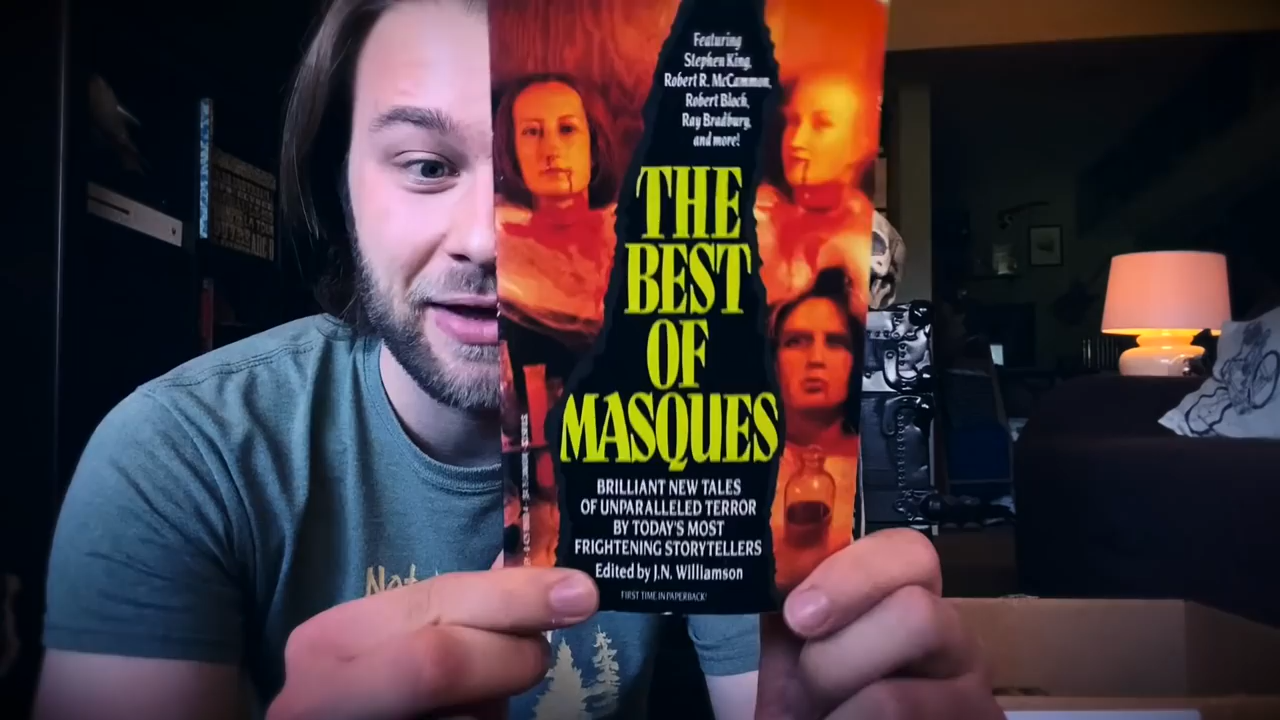 Featuring
Stephen King,
Robert R. McCammon,
Robert Bloch,
Ray Bradbury,
and more!
THE
BEST
OF
MASQUES
BRILLIANT NEW TALES
OF UNPARALLELED TERROR
BY TODAY'S MOST
FRIGHTENING STORYTELLERS
Edited by J.N. Williamson
FIRST TIME IN PAPERBACK!